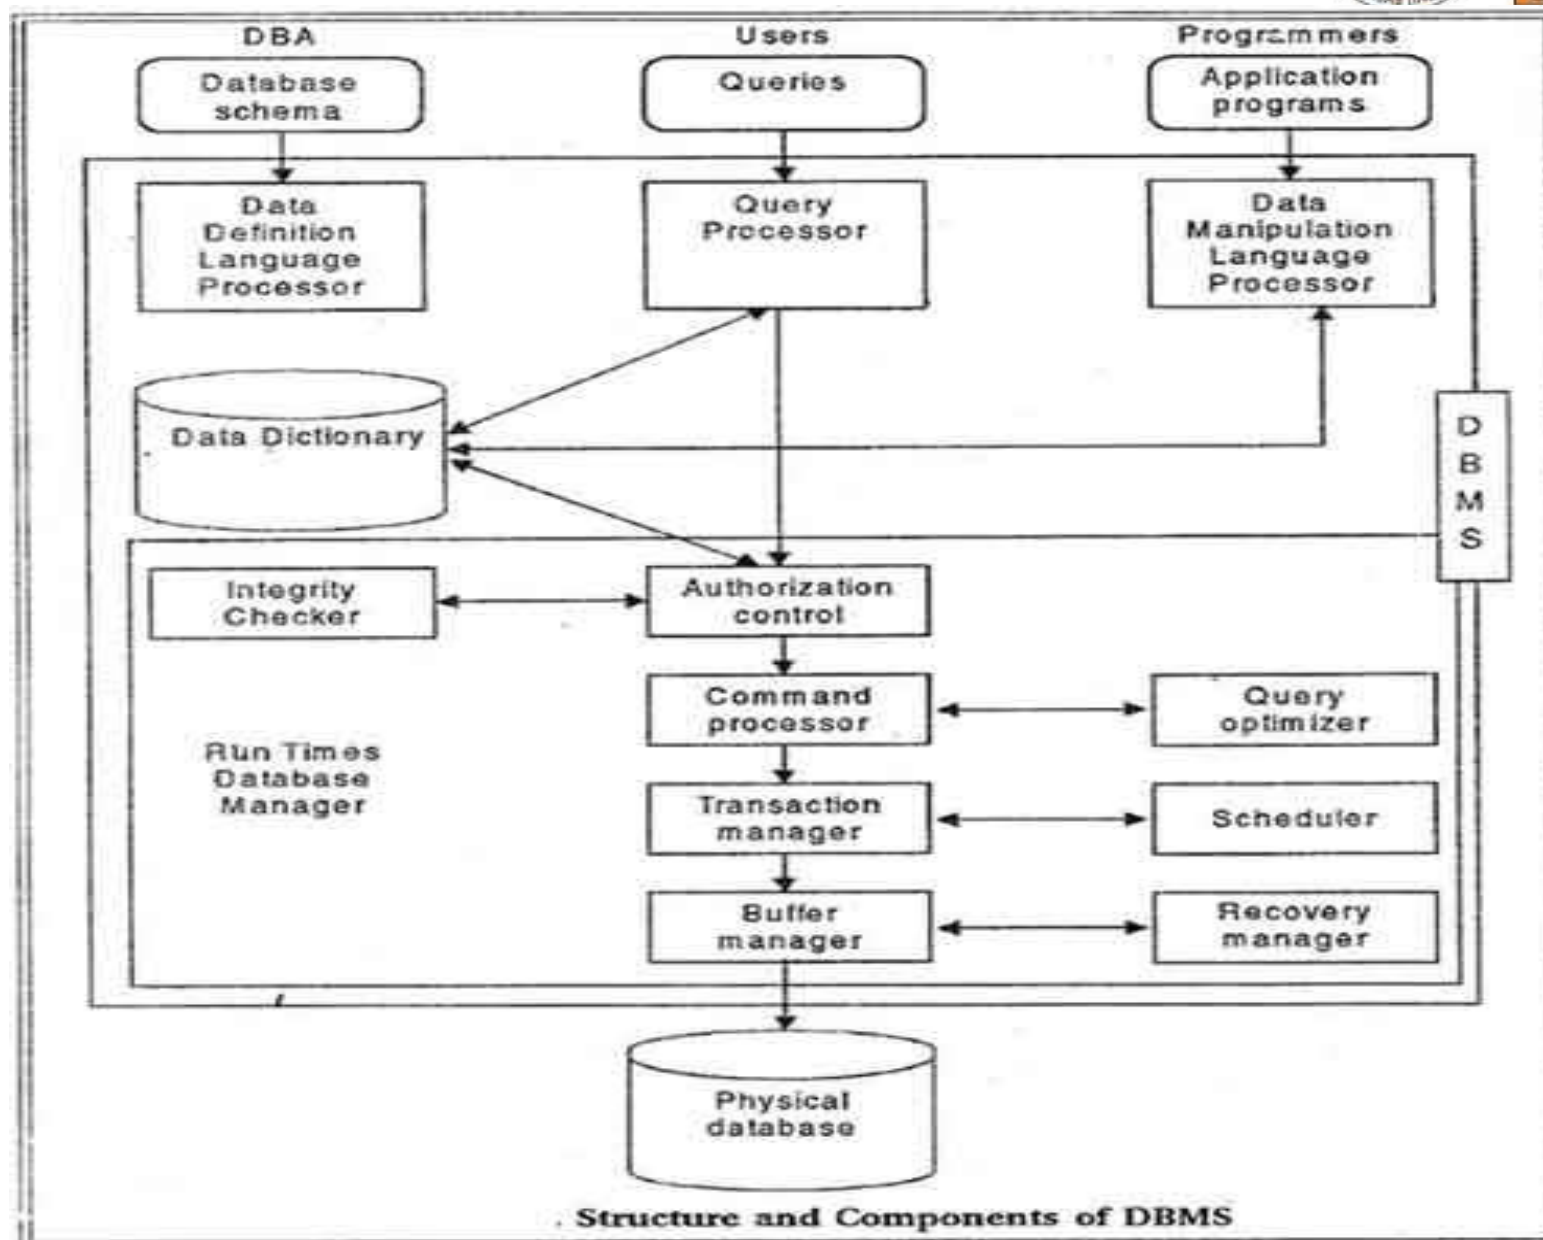 DBA
Users
Programmers
Database
schema
Queries
Application
programs
Data
Definition
Language
Processor
Query
Processor
Data
Manipulation
Language
Processor
Data Dictionary
D
B
M
S
Integrity
Checker
Authorization
control
Command
processor
Query
optimizer
Run Times
Database
Manager
Transaction
manager
Scheduler
Buffer
manager
Recovery
manager
Physical
database
. Structure and Components of DBMS